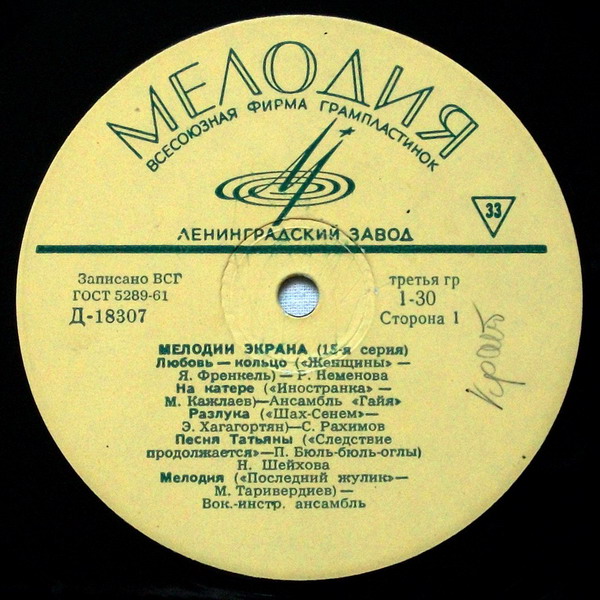 МЕЛОДИЯ
ВСЕСОЮЗНАЯ ФИРМА ГРАМПЛАСТИНОК
ЛЕНИНГРАДСКИЙ ЗАВОД
33
Записано ВСГ
ГОСТ 5289-61
Д-18307
третья гр
1-30
Сторона 1
МЕЛОДИИ ЭКРАНА (15-я серия)
Любовь — кольцо («Женщины» —
Я. Френкель) — Г. Неменова
На катере («Иностранка» —
М. Кажлаев)—Ансамбль «Гайя»
Разлука («Шах-Сенем»—
Э. Хагагортян)—С. Рахимов
Песня Татьяны («Следствие
продолжается»—П. Бюль-бюль-оглы)
Н. Шейхова
Мелодия («Последний жулик»—
М. Таривердиев) —
Вок.-инстр. ансамбль